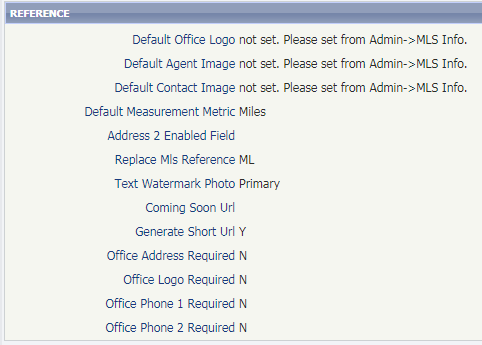 REFERENCE
Default Office Logo not set. Please set from Admin->MLS Info.
Default Agent Image not set. Please set from Admin->MLS Info.
Default Contact Image not set. Please set from Admin->MLS Info.
Default Measurement Metric Miles
Address 2 Enabled Field
Replace Mls Reference ML
Text Watermark Photo Primary
Coming Soon Url
Generate Short Url Y
Office Address Required N
Office Logo Required N
Office Phone 1 Required N
Office Phone 2 Required N